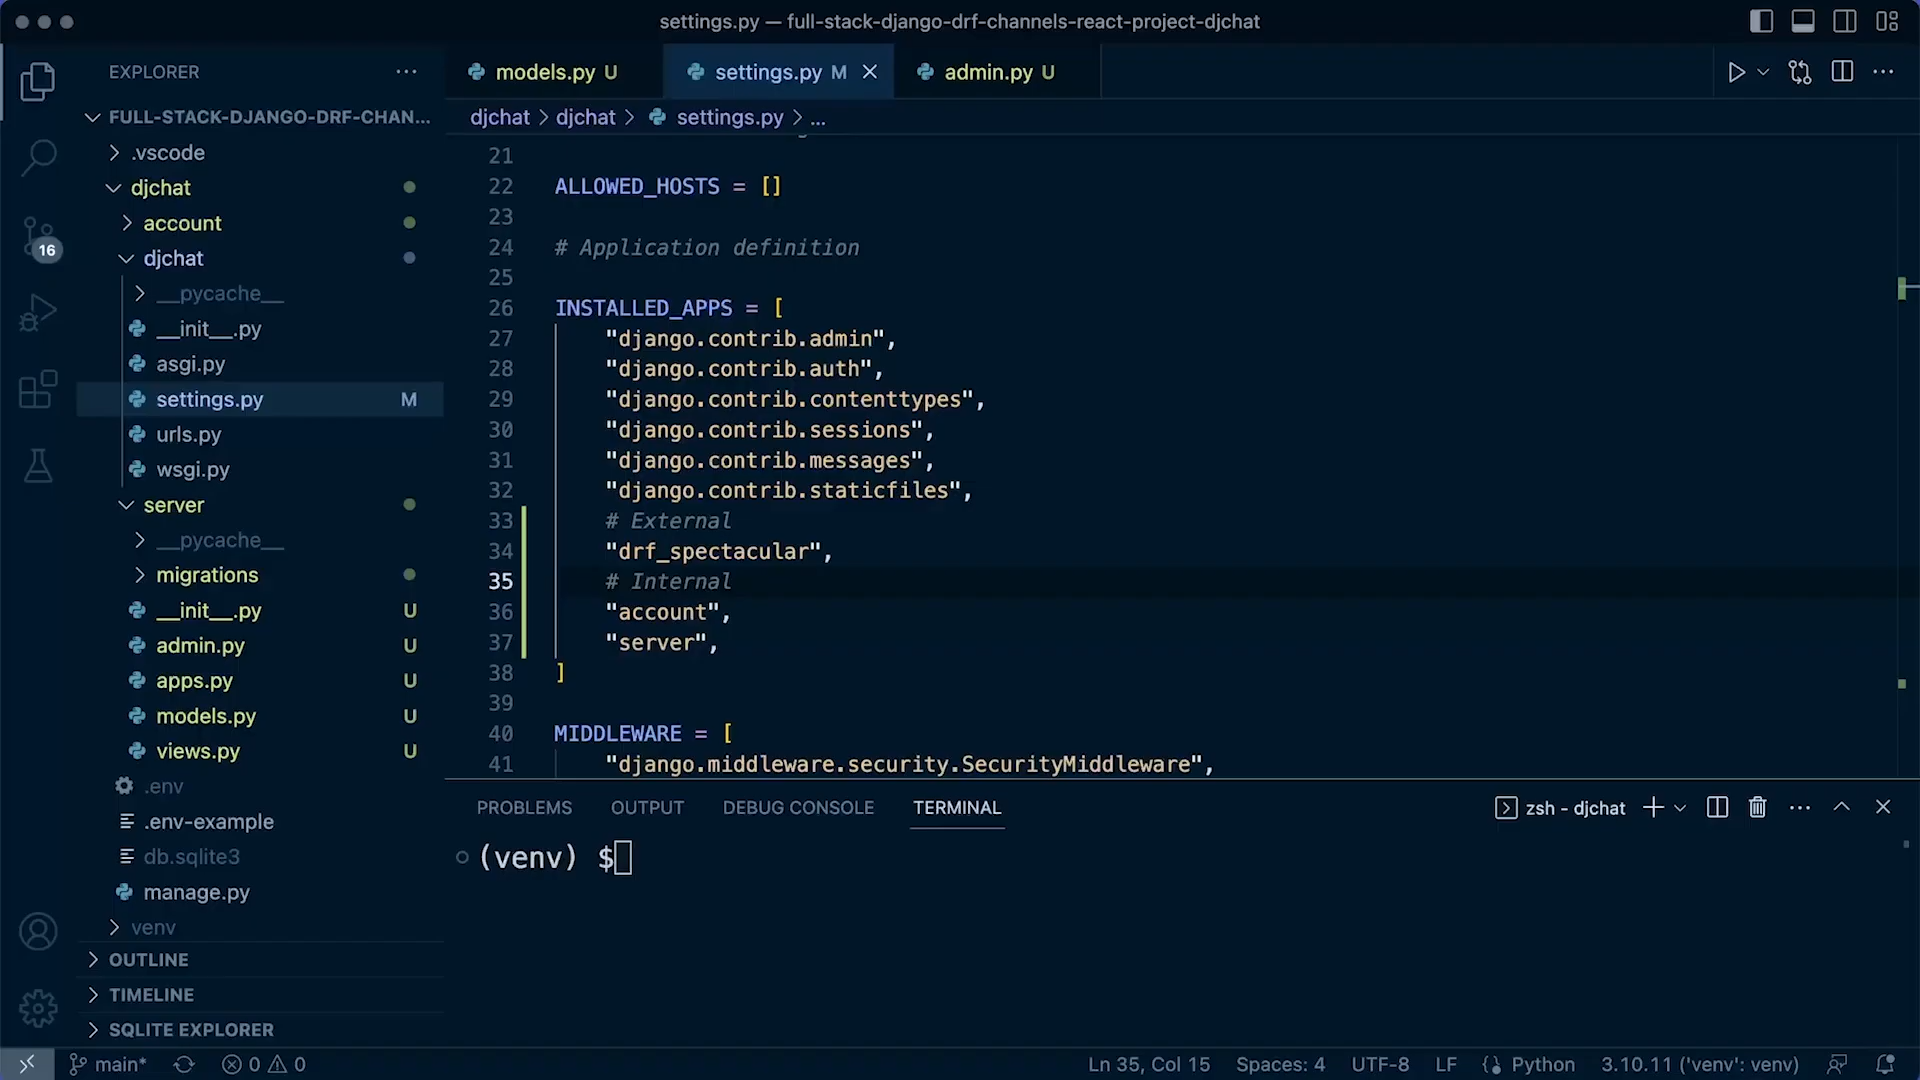 settings.py — full-stack-django-drf-channels-react-project-djchat
EXPLORER
FULL-STACK-DJANGO-DRF-CHAN...
.vscode
djchat
account
djchat
__pycache__
__init__.py
asgi.py
settings.py M
urls.py
wsgi.py
server
__pycache__
migrations
__init__.py U
admin.py U
apps.py U
models.py U
views.py U
.env
.env-example
db.sqlite3
manage.py
venv
OUTLINE
TIMELINE
SQLITE EXPLORER
16
models.py U settings.py M admin.py U
djchat > djchat > settings.py > ...
21
22 ALLOWED_HOSTS = []
23
24 # Application definition
25
26 INSTALLED_APPS = [
27 "django.contrib.admin",
28 "django.contrib.auth",
29 "django.contrib.contenttypes",
30 "django.contrib.sessions",
31 "django.contrib.messages",
32 "django.contrib.staticfiles",
33 # External
34 "drf_spectacular",
35 # Internal
36 "account",
37 "server",
38 ]
39
40 MIDDLEWARE = [
41 "django.middleware.security.SecurityMiddleware",
PROBLEMS OUTPUT DEBUG CONSOLE TERMINAL zsh - djchat
(venv) $
main* 0 0 Ln 35, Col 15 Spaces: 4 UTF-8 LF Python 3.10.11 ('venv': venv)